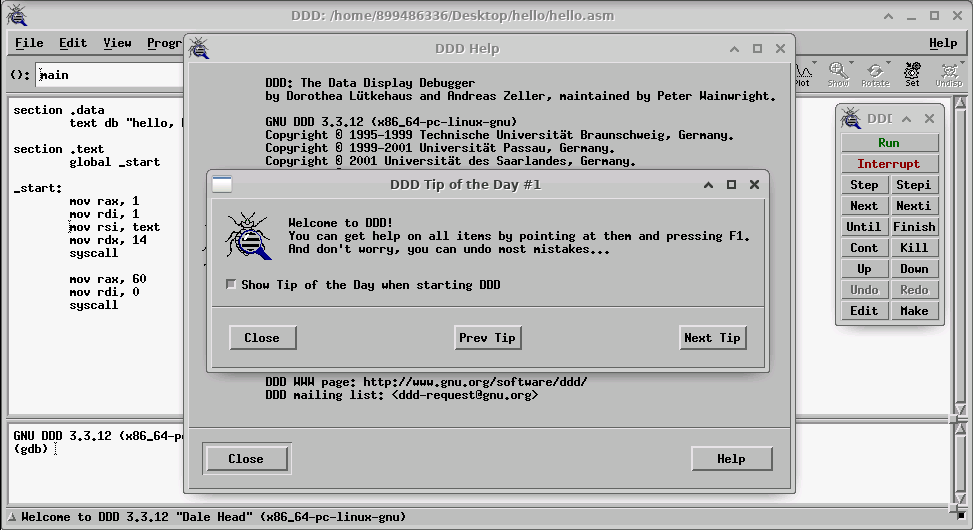 DDD: /home/899486336/Desktop/hello/hello.asm
File Edit View Progr Help
(): main
Plot Show Rotate Set Undisp
section .data
text db "hello,
section .text
global _start
_start:
mov rax, 1
mov rdi, 1
mov rsi, text
mov rdx, 14
syscall
mov rax, 60
mov rdi, 0
syscall
DDD Help
DDD: The Data Display Debugger
by Dorothea Lütkehaus and Andreas Zeller, maintained by Peter Wainwright.
GNU DDD 3.3.12 (x86_64-pc-linux-gnu)
Copyright © 1995-1999 Technische Universität Braunschweig, Germany.
Copyright © 1999-2001 Universität Passau, Germany.
Copyright © 2001 Universität des Saarlandes, Germany.
DDD Tip of the Day #1
Welcome to DDD!
You can get help on all items by pointing at them and pressing F1.
And don't worry, you can undo most mistakes...
Show Tip of the Day when starting DDD
Close Prev Tip Next Tip
DDD WWW page: http://www.gnu.org/software/ddd/
DDD mailing list: <ddd-request@gnu.org>
Close Help
DDD
Run
Interrupt
Step Stepi
Next Nexti
Until Finish
Cont Kill
Up Down
Undo Redo
Edit Make
GNU DDD 3.3.12 (x86_64-pc
(gdb)
Welcome to DDD 3.3.12 "Dale Head" (x86_64-pc-linux-gnu)